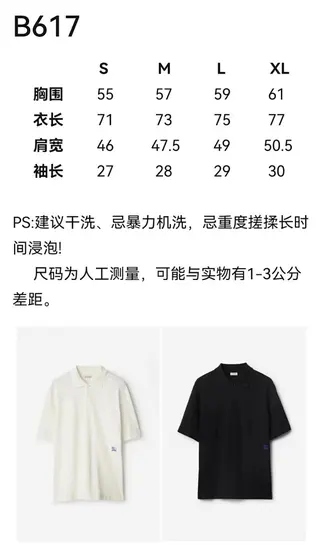 B617
S M L XL
胸围 55 57 59 61
衣长 71 73 75 77
肩宽 46 47.5 49 50.5
袖长 27 28 29 30
PS:建议干洗、忌暴力机洗，忌重度搓揉长时
间浸泡!
尺码为人工测量，可能与实物有1-3公分
差距。